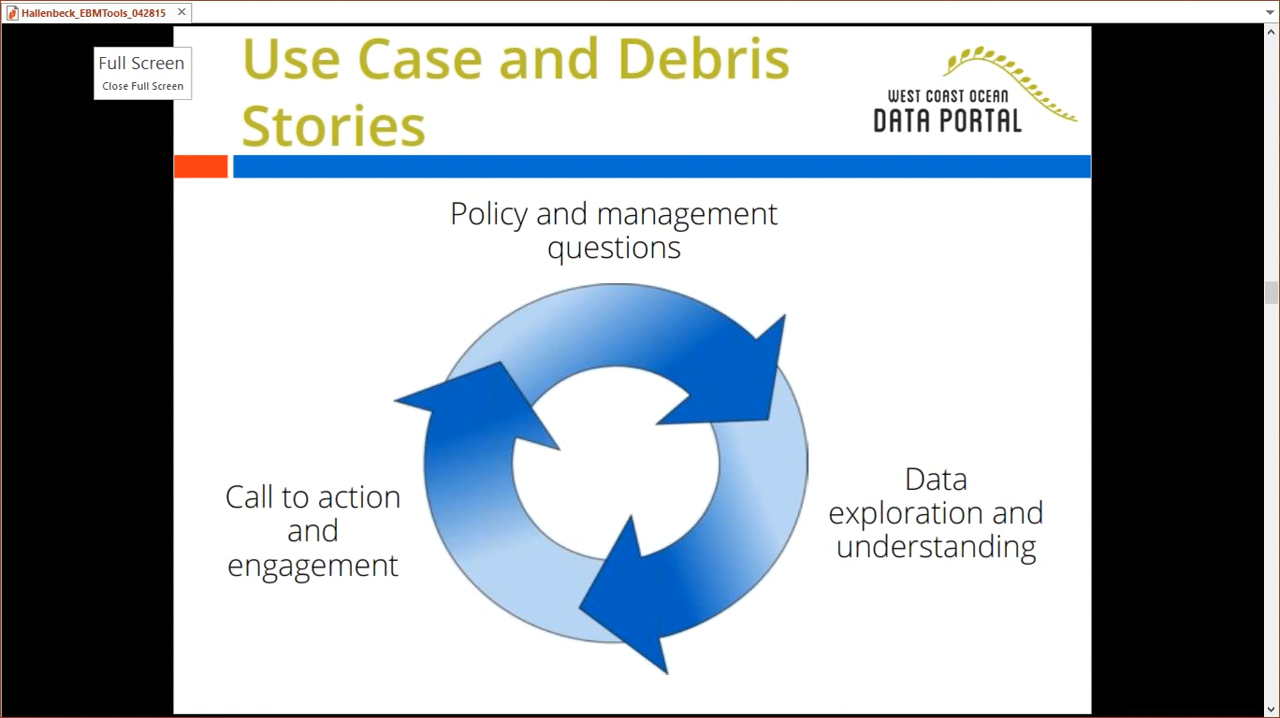 Hallenbeck_EBMTools_042815
Full Screen
Close Full Screen
Use Case and Debris
Stories
WEST COAST OCEAN
DATA PORTAL
Policy and management
questions
Data
exploration and
understanding
Call to action
and
engagement